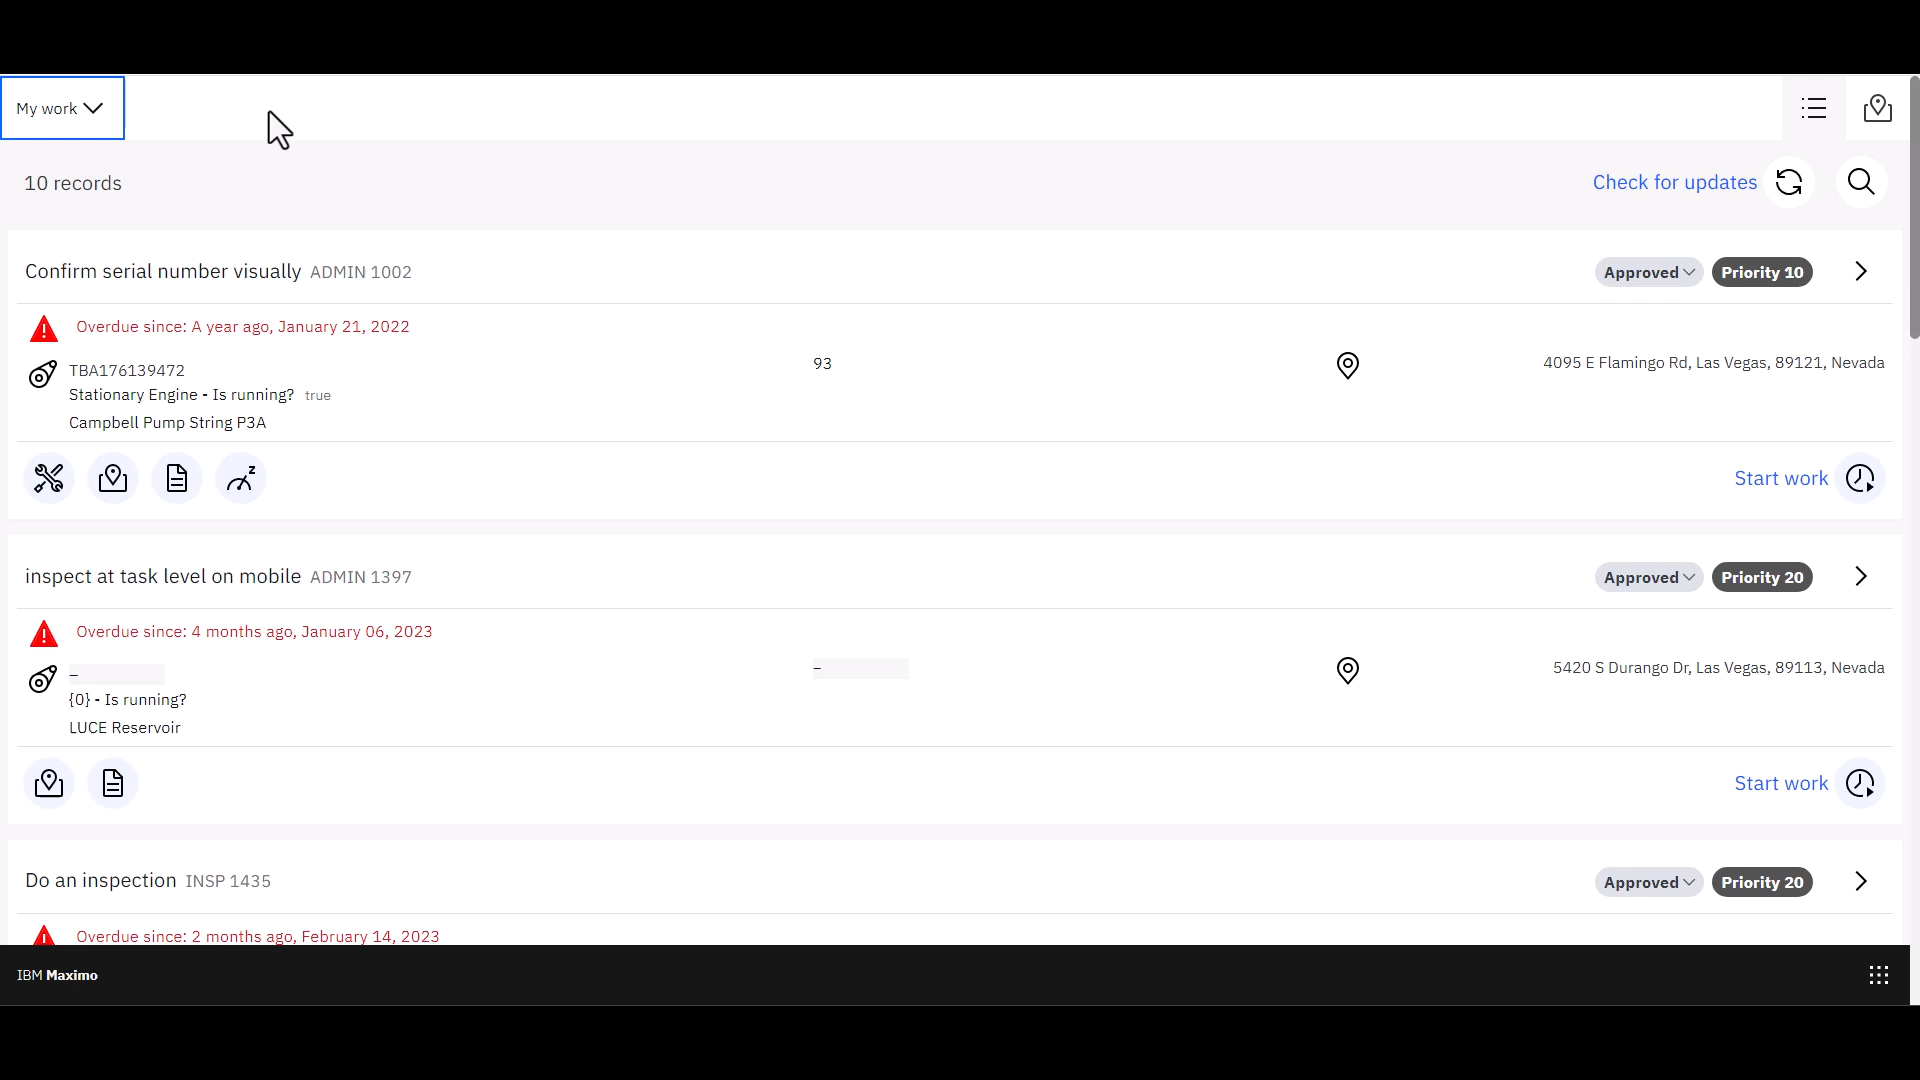 My work
10 records
Check for updates
Confirm serial number visually ADMIN 1002
Approved Priority 10
Overdue since: A year ago, January 21, 2022
TBA176139472
93
4095 E Flamingo Rd, Las Vegas, 89121, Nevada
Stationary Engine - Is running? true
Campbell Pump String P3A
Start work
inspect at task level on mobile ADMIN 1397
Approved Priority 20
Overdue since: 4 months ago, January 06, 2023
–
–
5420 S Durango Dr, Las Vegas, 89113, Nevada
{0} - Is running?
LUCE Reservoir
Start work
Do an inspection INSP 1435
Approved Priority 20
Overdue since: 2 months ago, February 14, 2023
IBM Maximo